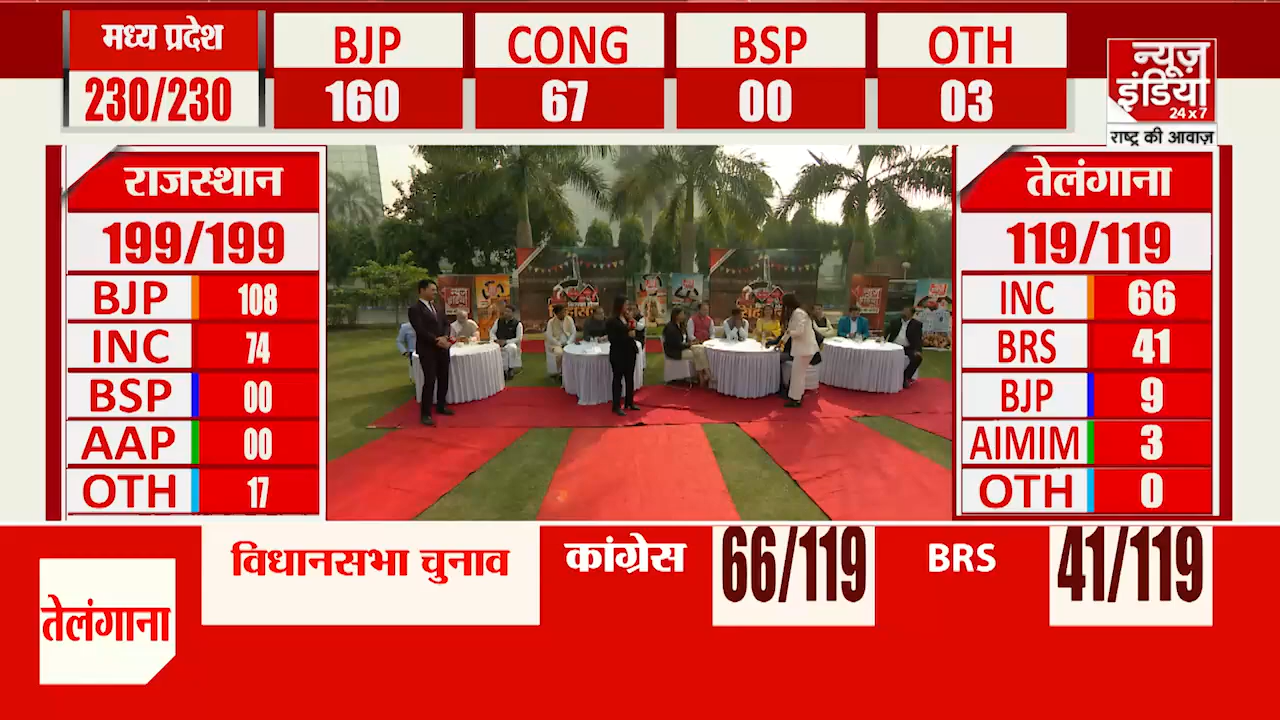 मध्य प्रदेश
230/230
BJP
160
CONG
67
BSP
00
OTH
03
न्यूज़
इंडिया
24x7
राष्ट्र की आवाज़
राजस्थान
199/199
BJP 108
INC 74
BSP 00
AAP 00
OTH 17
तेलंगाना
119/119
INC 66
BRS 41
BJP 9
AIMIM 3
OTH 0
तेलंगाना
विधानसभा चुनाव
कांग्रेस
66/119
BRS
41/119